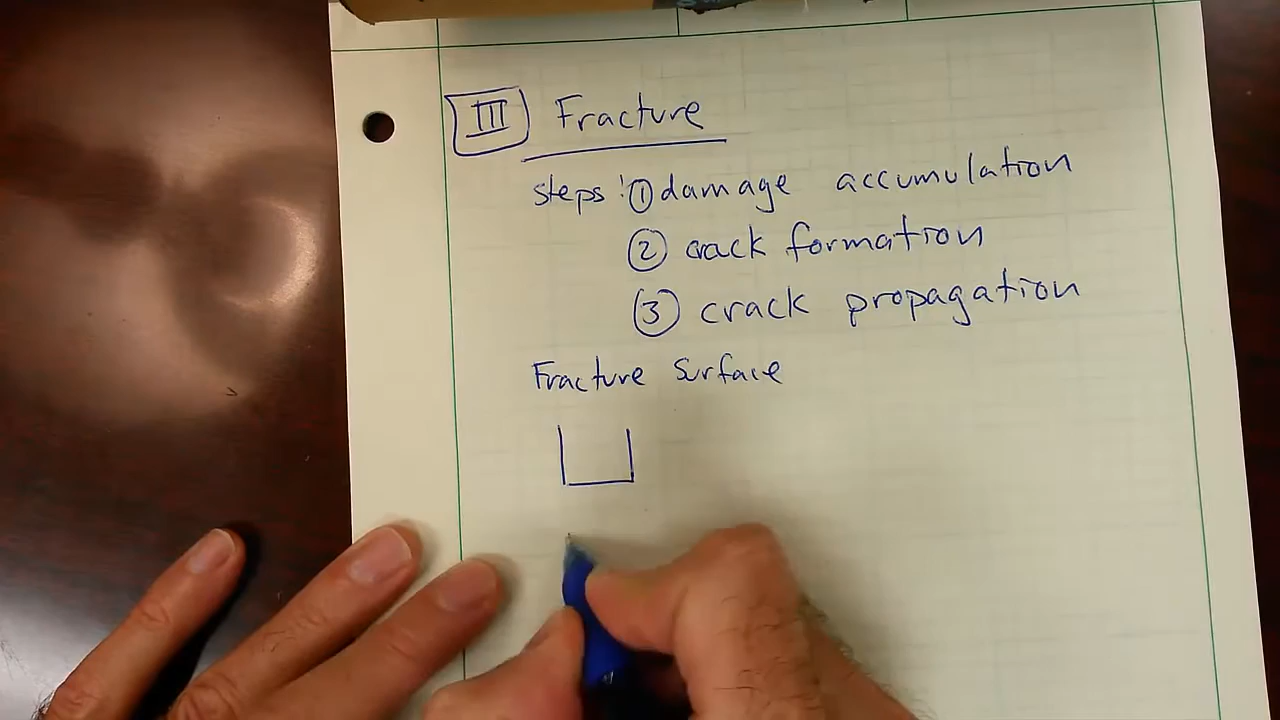 III Fracture
steps: ① damage accumulation
② crack formation
③ crack propagation
Fracture Surface